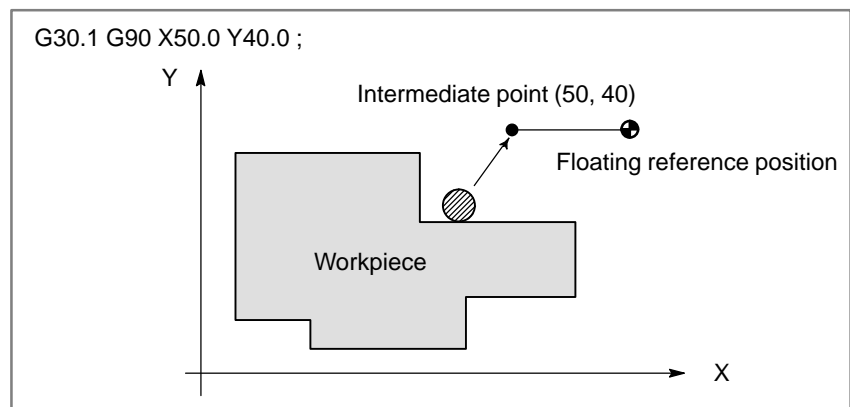 G30.1 G90 X50.0 Y40.0 ;
Y
Intermediate point (50, 40)
Floating reference position
Workpiece
X